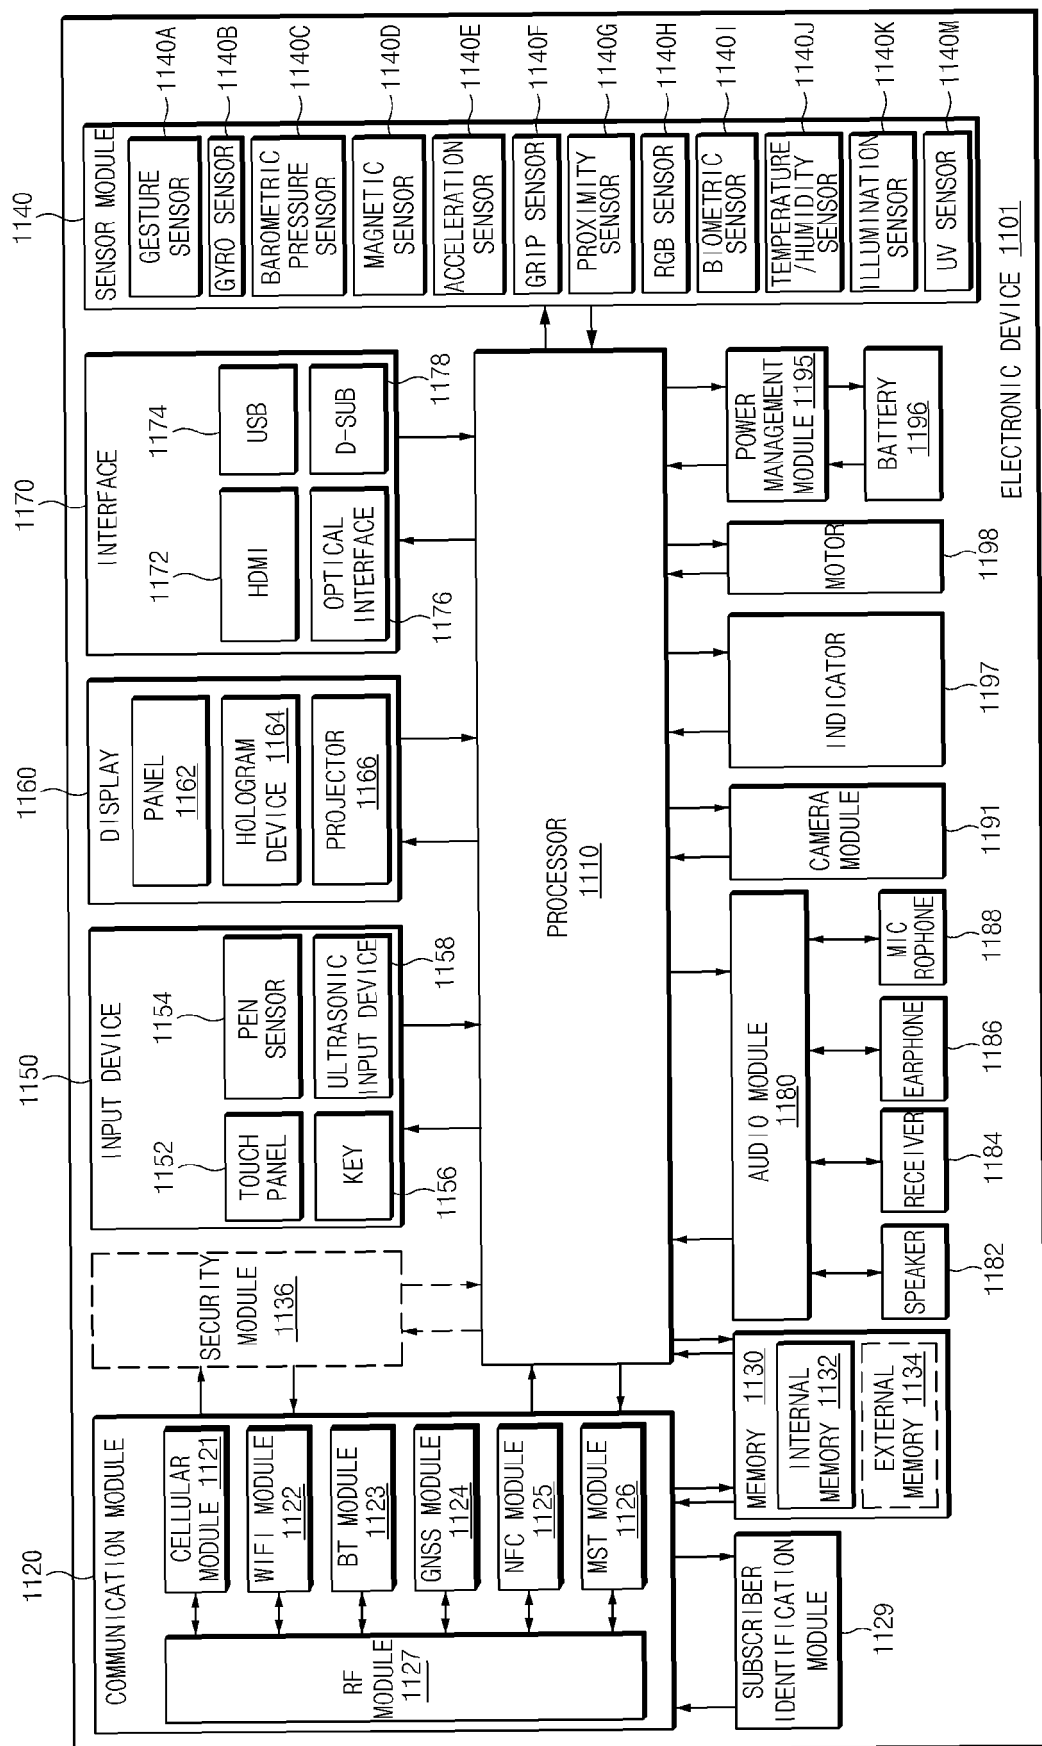 1120
COMMUNICATION MODULE
CELLULAR
MODULE 1121
WIFI MODULE
1122
BT MODULE
1123
GNSS MODULE
1124
NFC MODULE
1125
MST MODULE
1126
RF
MODULE
1127
SECURITY
MODULE
1136
1150
INPUT DEVICE
1152
TOUCH
PANEL
1154
PEN
SENSOR
KEY
1156
ULTRASONIC
INPUT DEVICE
1158
1160
DISPLAY
PANEL
1162
HOLOGRAM
DEVICE 1164
PROJECTOR
1166
1170
INTERFACE
1172
HDMI
1174
USB
OPTICAL
INTERFACE
1176
D-SUB
1178
1140
SENSOR MODULE
GESTURE
SENSOR
1140A
GYRO SENSOR
1140B
BAROMETRIC
PRESSURE
SENSOR
1140C
MAGNETIC
SENSOR
1140D
ACCELERATION
SENSOR
1140E
GRIP SENSOR
1140F
PROXIMITY
SENSOR
1140G
RGB SENSOR
1140H
BIOMETRIC
SENSOR
1140I
TEMPERATURE
/HUMIDITY
SENSOR
1140J
ILLUMINATION
SENSOR
1140K
UV SENSOR
1140M
PROCESSOR
1110
SUBSCRIBER
IDENTIFICATION
MODULE
1129
MEMORY 1130
INTERNAL
MEMORY 1132
EXTERNAL
MEMORY 1134
AUDIO MODULE
1180
SPEAKER
1182
RECEIVER
1184
EARPHONE
1186
MIC
ROPHONE
1188
CAMERA
MODULE
1191
INDICATOR
1197
MOTOR
1198
POWER
MANAGEMENT
MODULE 1195
BATTERY
1196
ELECTRONIC DEVICE 1101